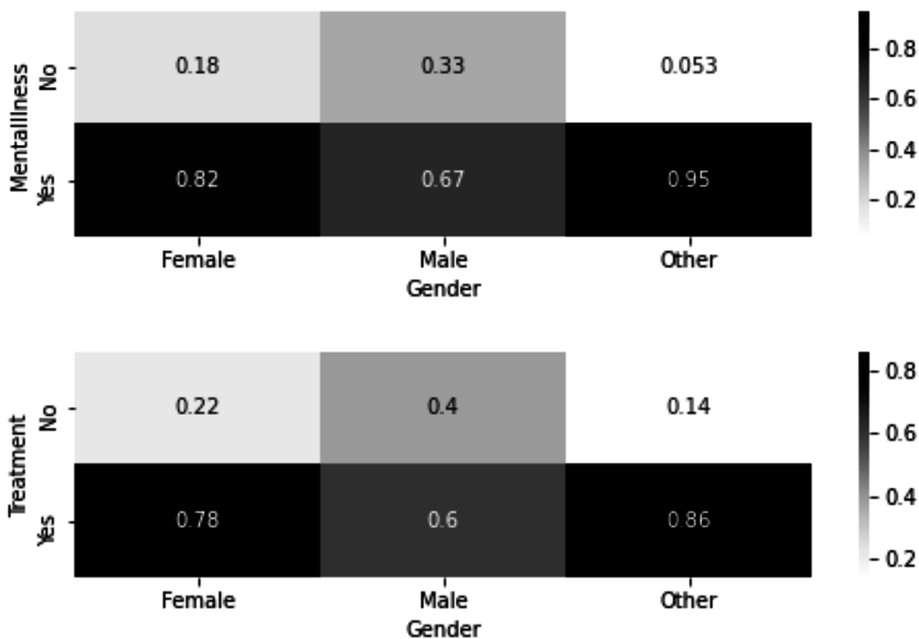 MentalIlness
No 0.18 0.33 0.053
Yes 0.82 0.67 0.95
Female Male Other
Gender
0.8
0.6
0.4
0.2
Treatment
No 0.22 0.4 0.14
Yes 0.78 0.6 0.86
Female Male Other
Gender
0.8
0.6
0.4
0.2